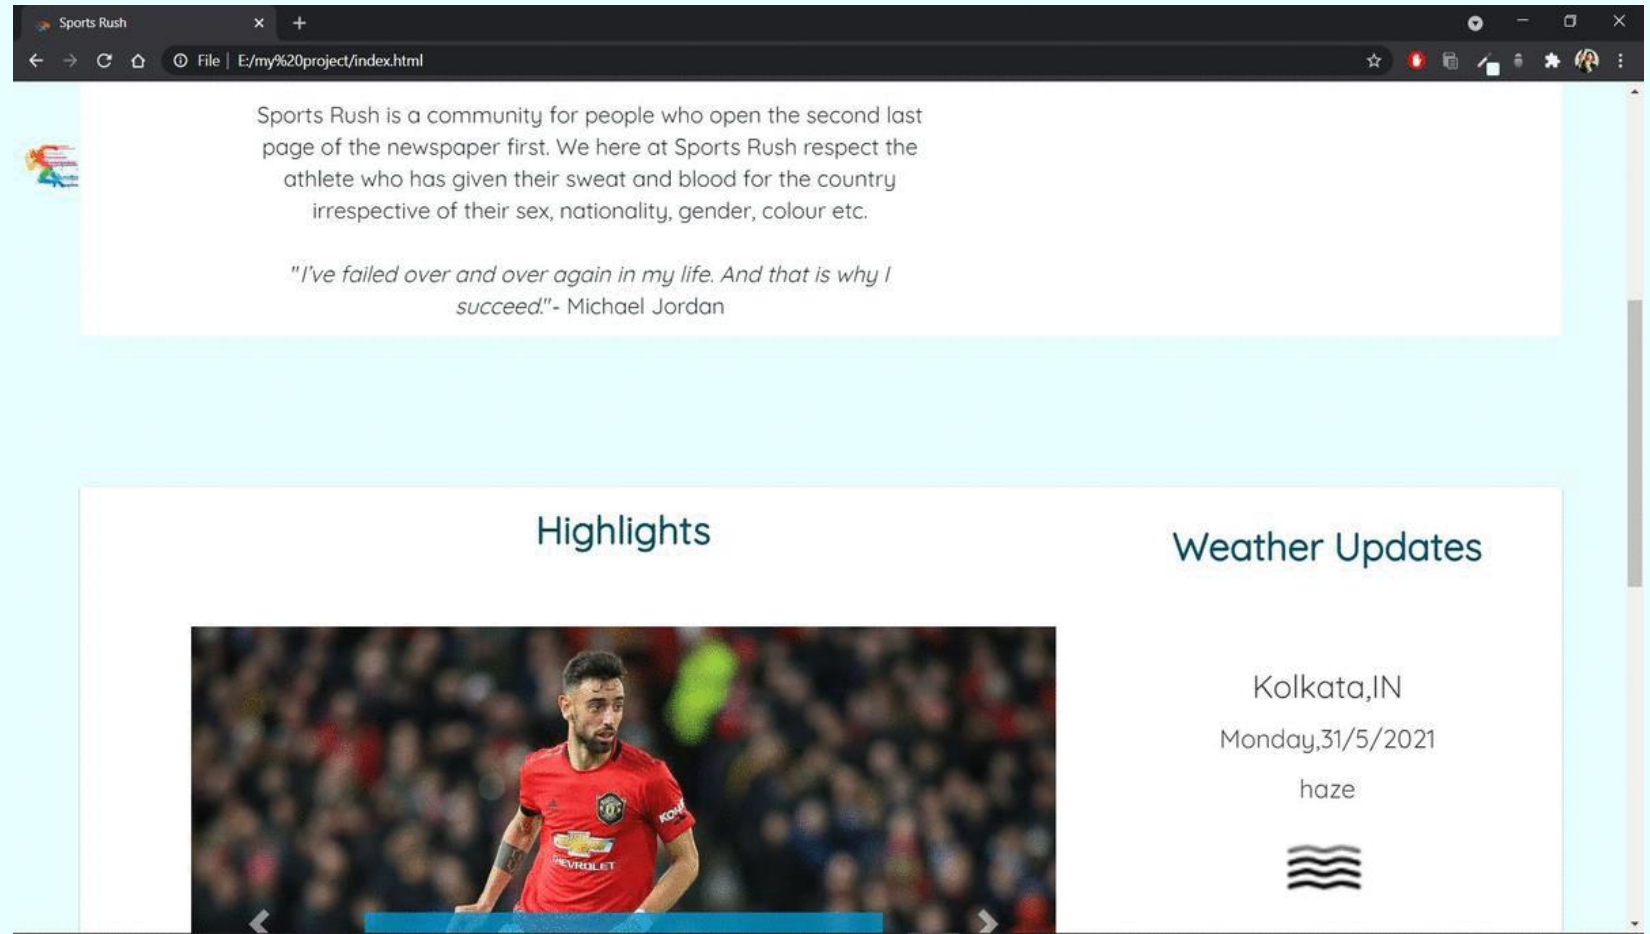 Sports Rush
File
E:/my%20project/index.html
Sports Rush is a community for people who open the second last
page of the newspaper first. We here at Sports Rush respect the
athlete who has given their sweat and blood for the country
irrespective of their sex, nationality, gender, colour etc.
"I've failed over and over again in my life. And that is why I
succeed."- Michael Jordan
Highlights
Weather Updates
Kolkata,IN
Monday,31/5/2021
haze
CHEVROLET